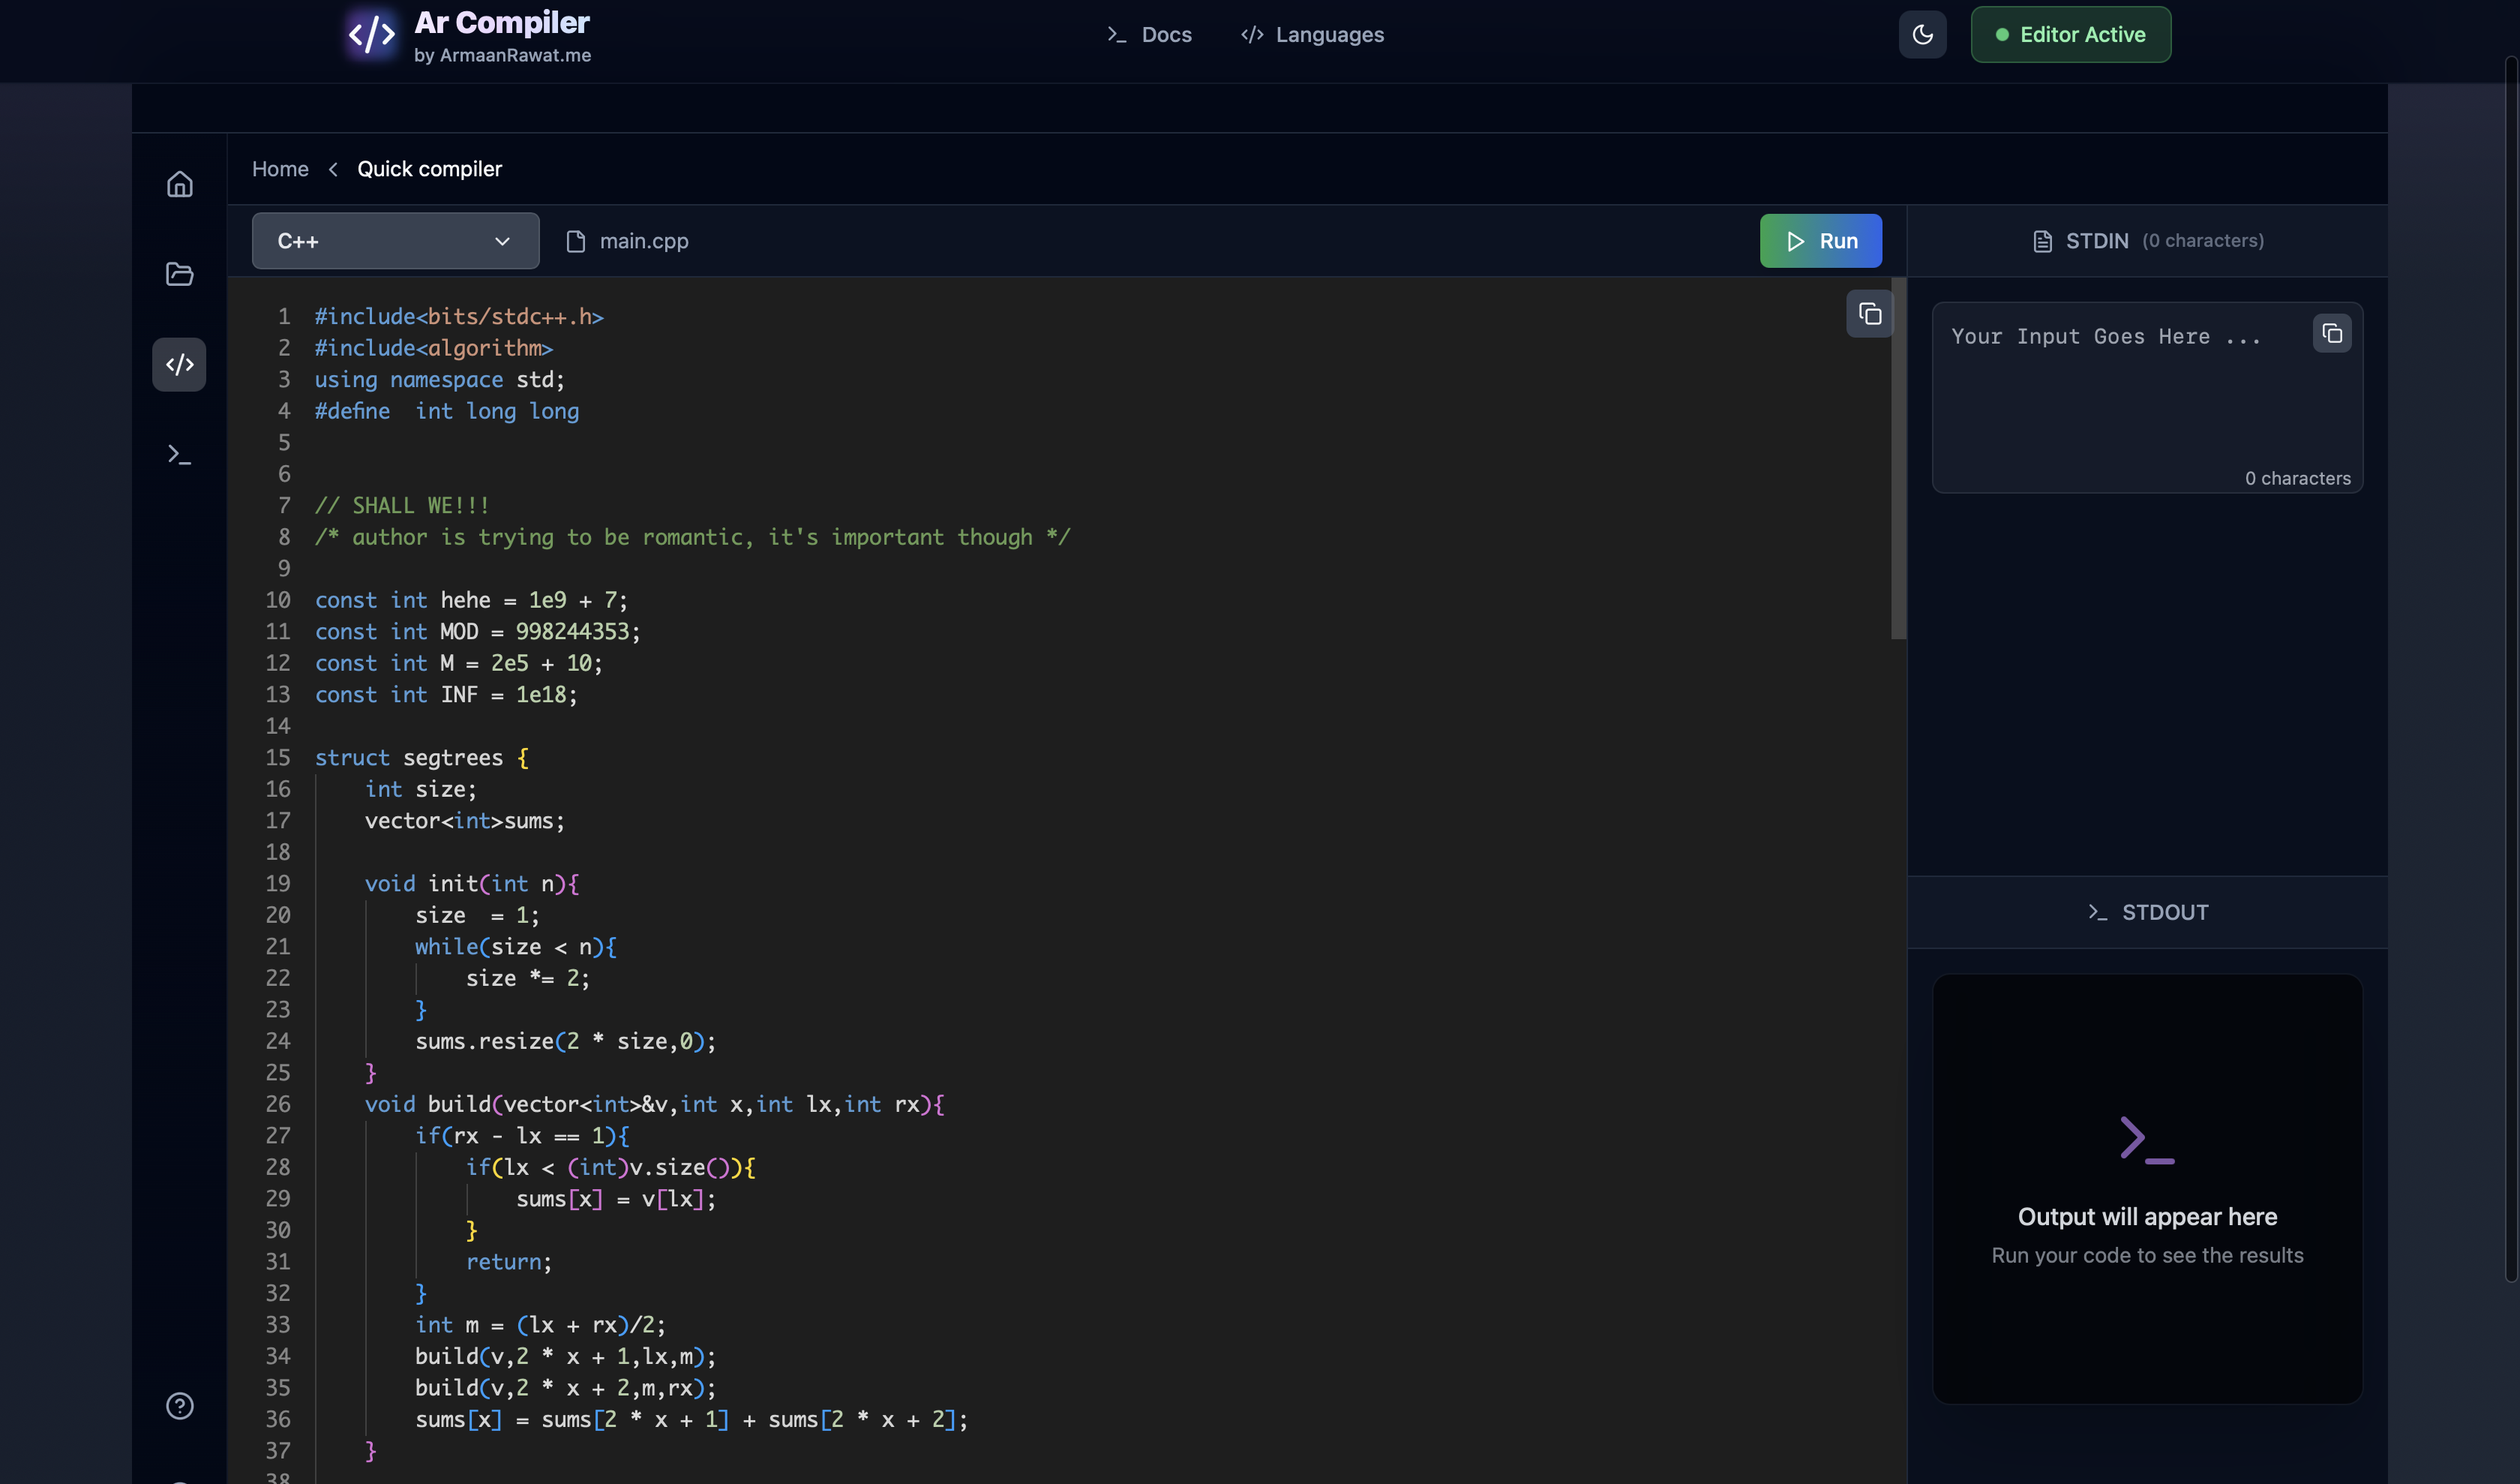 Ar Compiler
by ArmaanRawat.me
Docs
Languages
Editor Active
Home
Quick compiler
C++
main.cpp
Run
STDIN (0 characters)
1 #include<bits/stdc++.h>
2 #include<algorithm>
3 using namespace std;
4 #define  int long long
5
6
7 // SHALL WE!!!
8 /* author is trying to be romantic, it's important though */
9
10 const int hehe = 1e9 + 7;
11 const int MOD = 998244353;
12 const int M = 2e5 + 10;
13 const int INF = 1e18;
14
15 struct segtrees {
16     int size;
17     vector<int>sums;
18
19     void init(int n){
20         size  = 1;
21         while(size < n){
22             size *= 2;
23         }
24         sums.resize(2 * size,0);
25     }
26     void build(vector<int>&v,int x,int lx,int rx){
27         if(rx - lx == 1){
28             if(lx < (int)v.size()){
29                 sums[x] = v[lx];
30             }
31             return;
32         }
33         int m = (lx + rx)/2;
34         build(v,2 * x + 1,lx,m);
35         build(v,2 * x + 2,m,rx);
36         sums[x] = sums[2 * x + 1] + sums[2 * x + 2];
37     }
38
Your Input Goes Here ...
0 characters
STDOUT
Output will appear here
Run your code to see the results